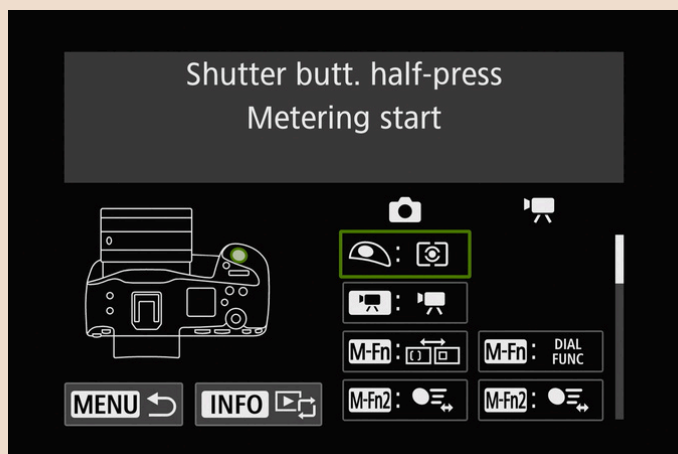 Shutter butt. half-press
Metering start
M-Fn : M-Fn : DIAL
FUNC
MENU INFO M-Fn2 : M-Fn2 :